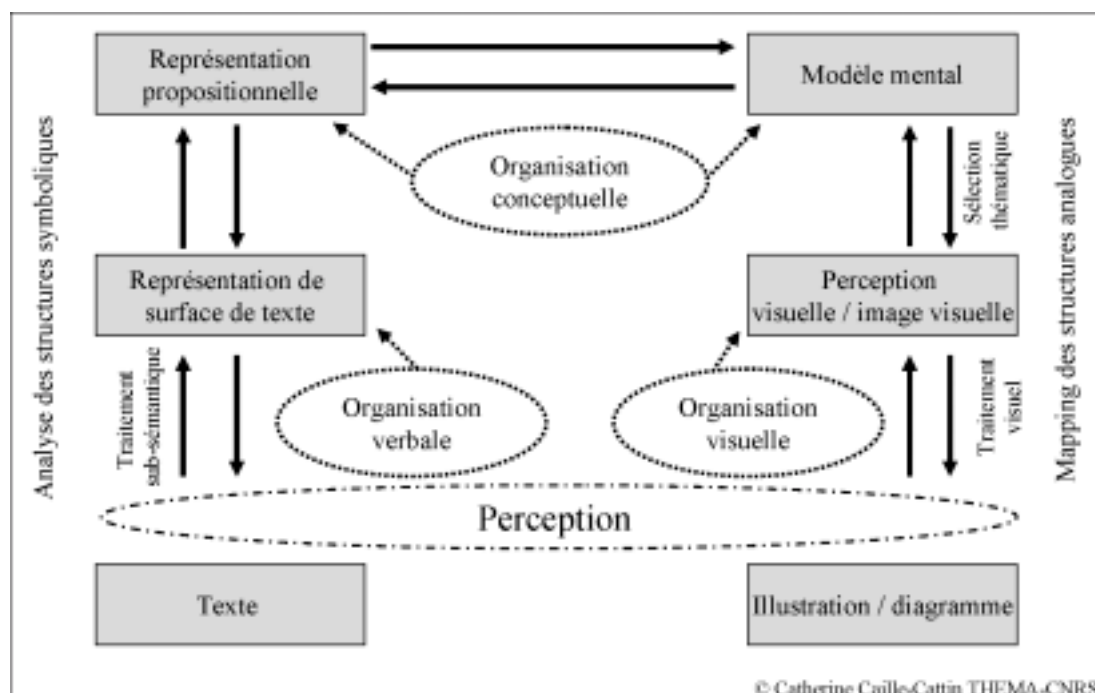 Représentation
propositionnelle
Modèle mental
Organisation
conceptuelle
Analyse des structures symboliques
Sélection
thématique
Mapping des structures analogues
Représentation de
surface de texte
Perception
visuelle / image visuelle
Traitement
sub-sémantique
Organisation
verbale
Organisation
visuelle
Traitement
visuel
Perception
Texte
Illustration / diagramme
© Catherine Caille-Cattin THEMA-CNRS